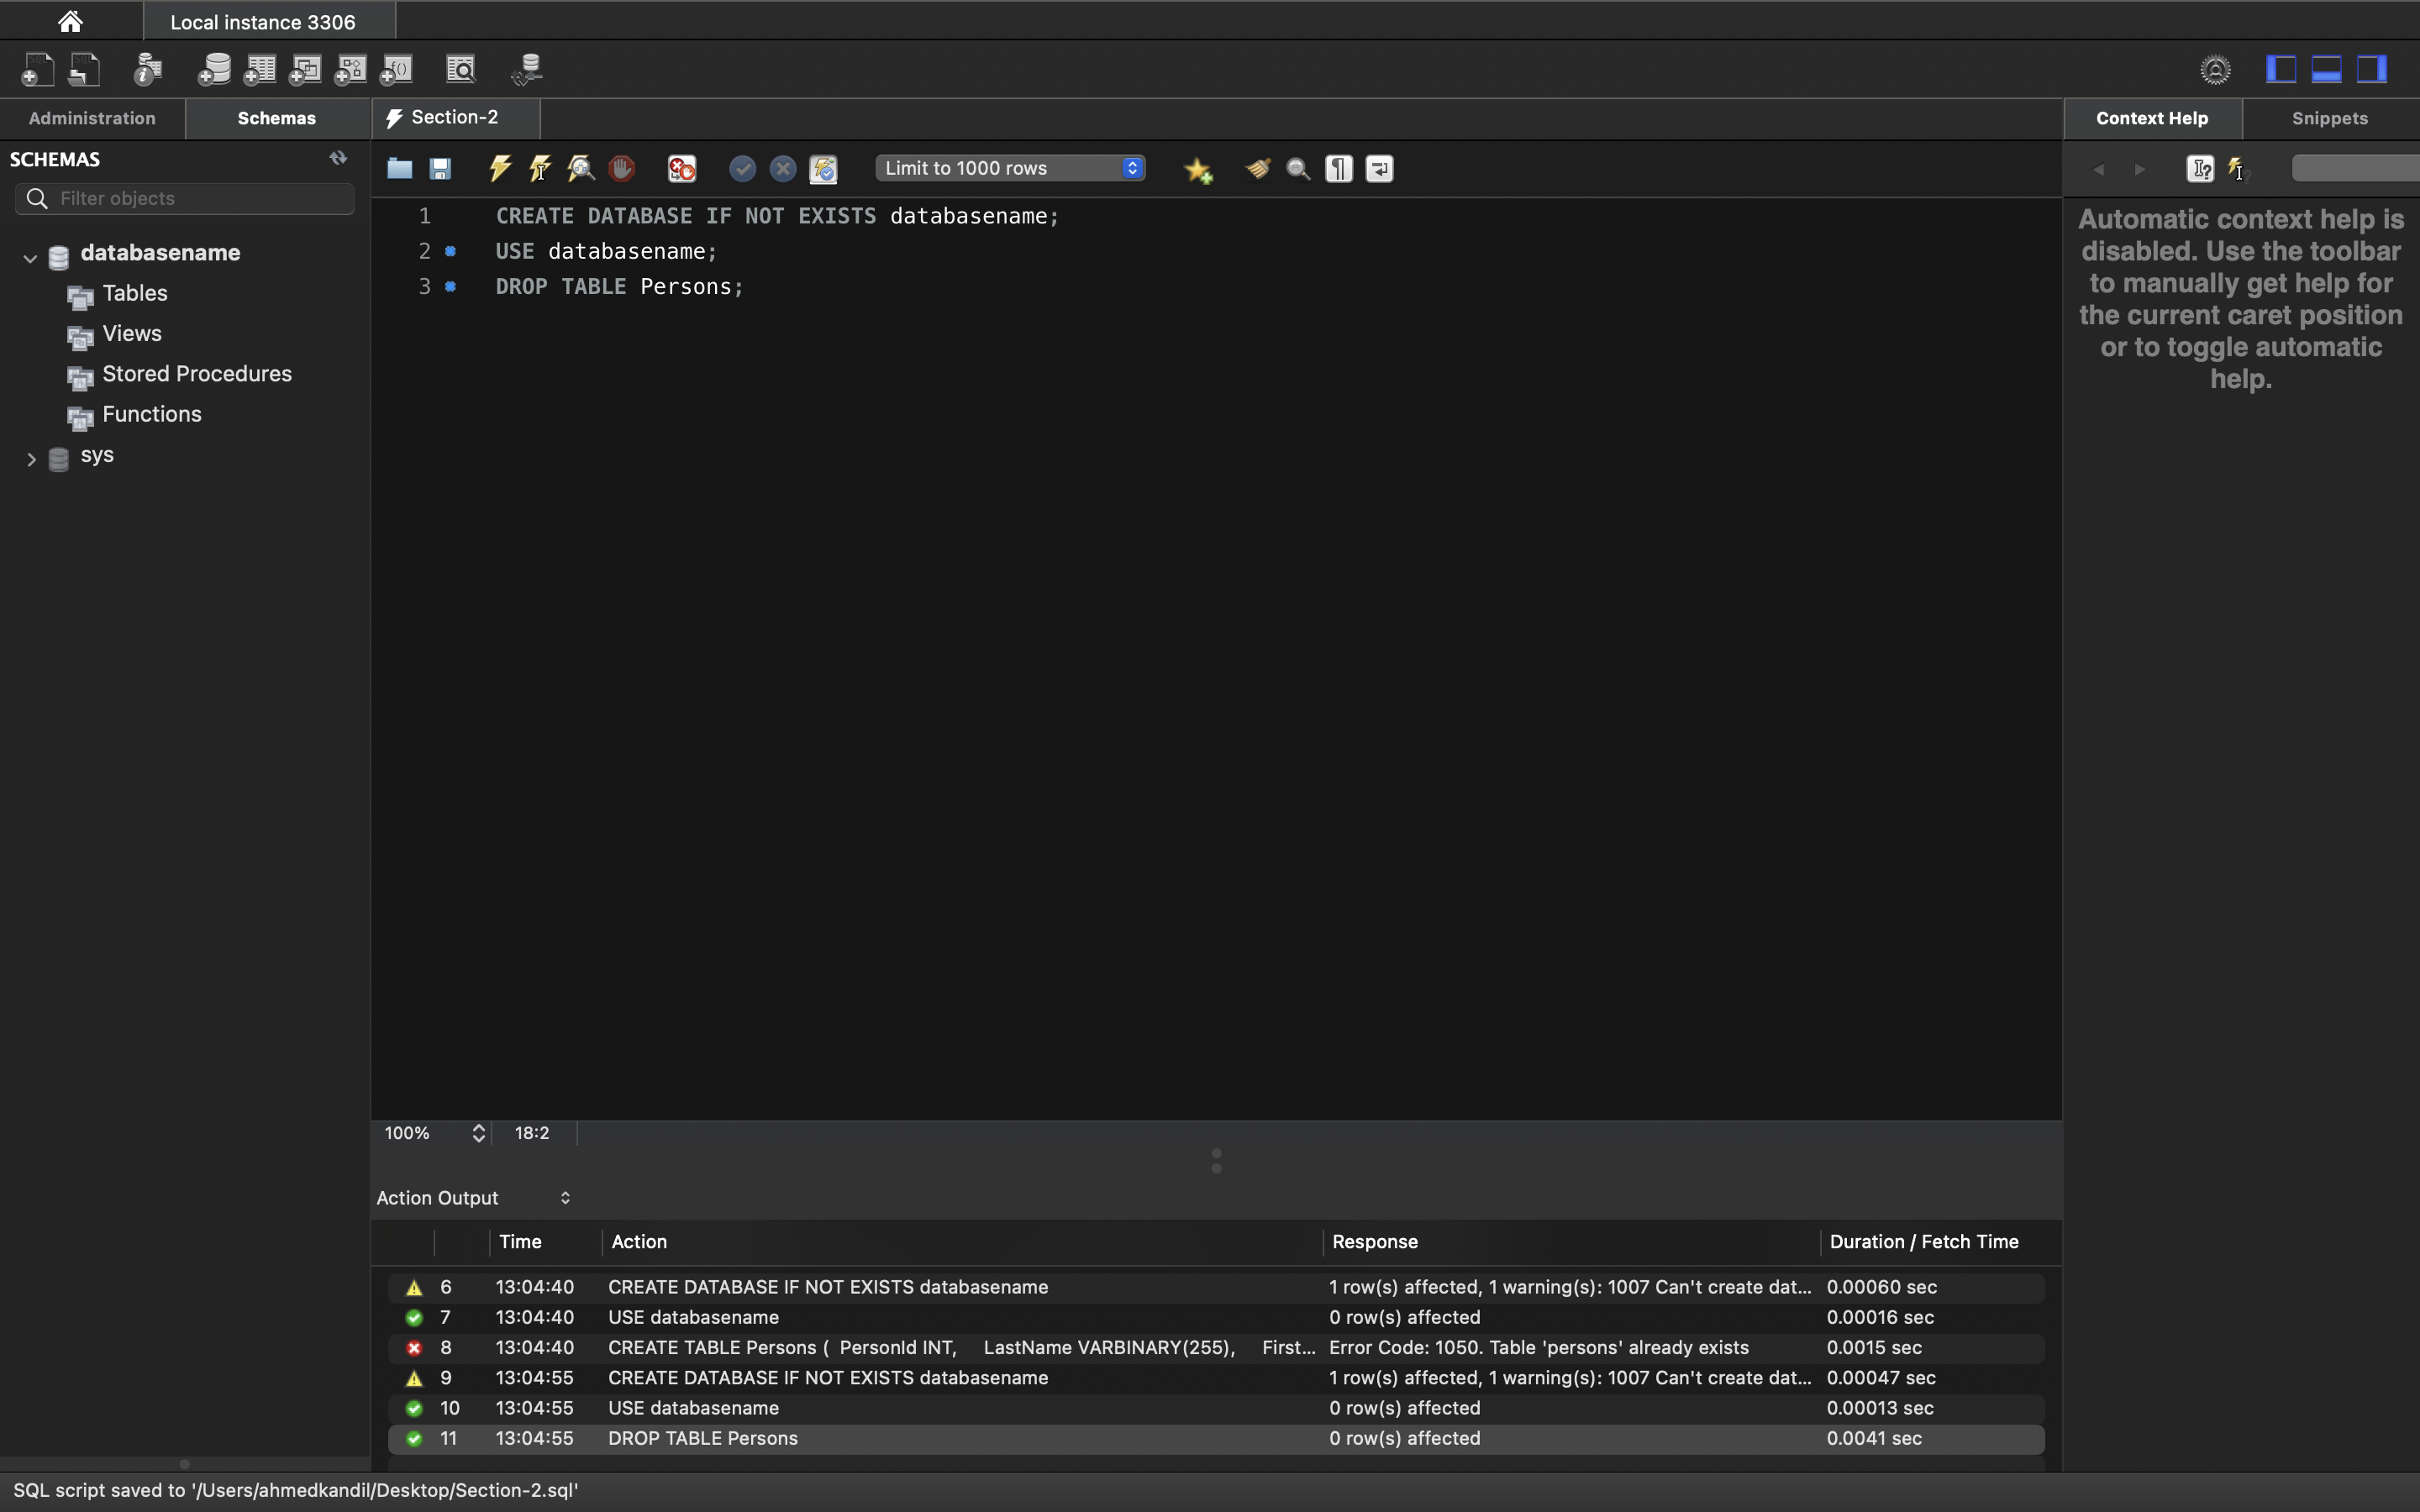 Local instance 3306
Administration
Schemas
Section-2
Context Help
Snippets
SCHEMAS
Filter objects
databasename
Tables
Views
Stored Procedures
Functions
sys
Limit to 1000 rows
1 CREATE DATABASE IF NOT EXISTS databasename;
2 USE databasename;
3 DROP TABLE Persons;
Automatic context help is
disabled. Use the toolbar
to manually get help for
the current caret position
or to toggle automatic
help.
100% 18:2
Action Output
Time Action Response Duration / Fetch Time
6 13:04:40 CREATE DATABASE IF NOT EXISTS databasename 1 row(s) affected, 1 warning(s): 1007 Can't create dat... 0.00060 sec
7 13:04:40 USE databasename 0 row(s) affected 0.00016 sec
8 13:04:40 CREATE TABLE Persons ( PersonId INT, LastName VARBINARY(255), First... Error Code: 1050. Table 'persons' already exists 0.0015 sec
9 13:04:55 CREATE DATABASE IF NOT EXISTS databasename 1 row(s) affected, 1 warning(s): 1007 Can't create dat... 0.00047 sec
10 13:04:55 USE databasename 0 row(s) affected 0.00013 sec
11 13:04:55 DROP TABLE Persons 0 row(s) affected 0.0041 sec
SQL script saved to '/Users/ahmedkandil/Desktop/Section-2.sql'